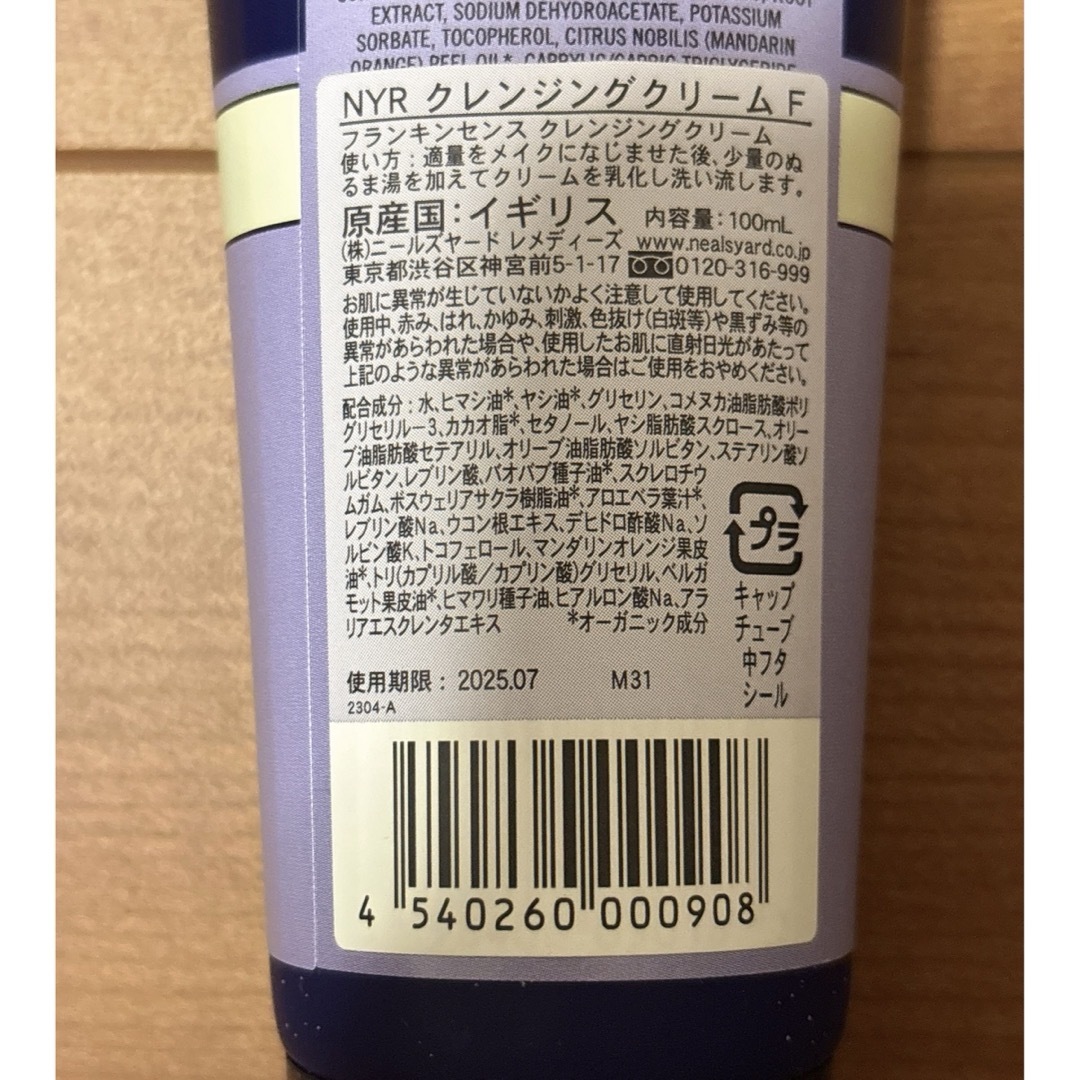 EXTRACT, SODIUM DEHYDROACETATE, POTASSIUM
SORBATE, TOCOPHEROL, CITRUS NOBILIS (MANDARIN
ORANGE) PEEL OIL*, CAPRYLIC/CAPRIC TRIGLYCERIDE,
NYR クレンジングクリーム F
フランキンセンス クレンジングクリーム
使い方：適量をメイクになじませた後、少量のぬ
るま湯を加えてクリームを乳化し洗い流します。
原産国：イギリス 内容量：100mL
(株)ニールズヤード レメディーズ www.nealsyard.co.jp
東京都渋谷区神宮前5-1-17 0120-316-999
お肌に異常が生じていないかよく注意して使用してください。
使用中、赤み、はれ、かゆみ、刺激、色抜け(白斑等)や黒ずみ等の
異常があらわれた場合や、使用したお肌に直射日光があたって
上記のような異常があらわれた場合はご使用をおやめください。
配合成分：水、ヒマシ油*、ヤシ油*、グリセリン、コメヌカ油脂肪酸ポリ
グリセリル－3、カカオ脂*、セタノール、ヤシ脂肪酸スクロース、オリー
ブ油脂肪酸セテアリル、オリーブ油脂肪酸ソルビタン、ステアリン酸ソ
ルビタン、レブリン酸、バオバブ種子油*、スクレロチウ
ムガム、ボスウェリアサクラ樹脂油*、アロエベラ葉汁*、
レブリン酸Na、ウコン根エキス、デヒドロ酢酸Na、ソ
ルビン酸K、トコフェロール、マンダリンオレンジ果皮
油*、トリ(カプリル酸／カプリン酸)グリセリル、ベルガ
モット果皮油*、ヒマワリ種子油、ヒアルロン酸Na、アラ
リアエスクレンタエキス *オーガニック成分
プラ
キャップ
チューブ
中フタ
シール
使用期限：2025.07 M31
2304-A
4 540260 000908